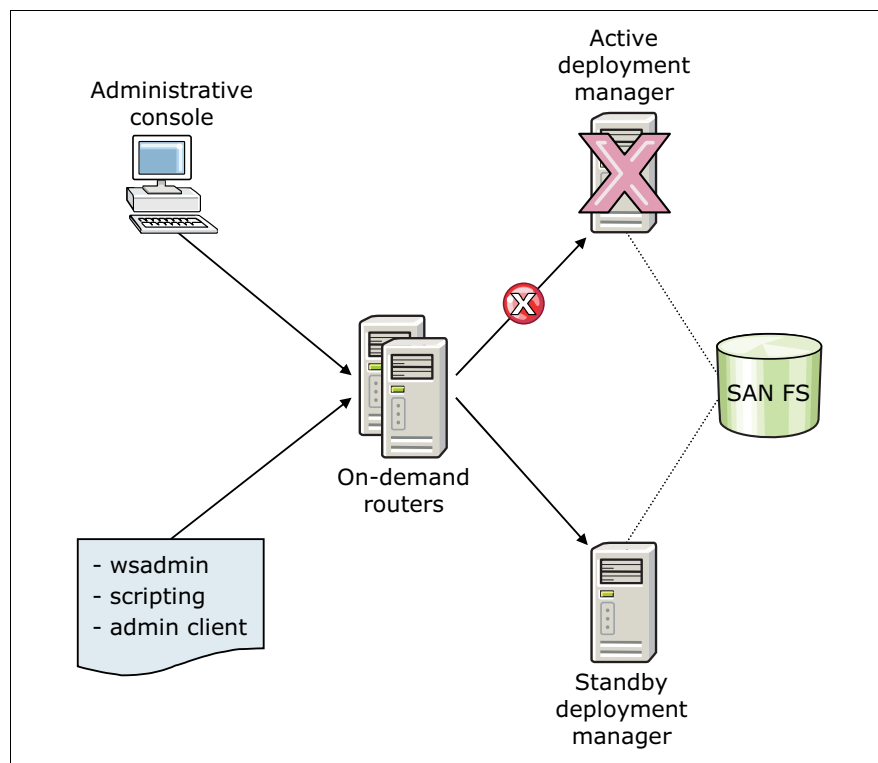 Administrative
console
Active
deployment
manager
X
X
SAN FS
On-demand
routers
- wsadmin
- scripting
- admin client
Standby
deployment
manager